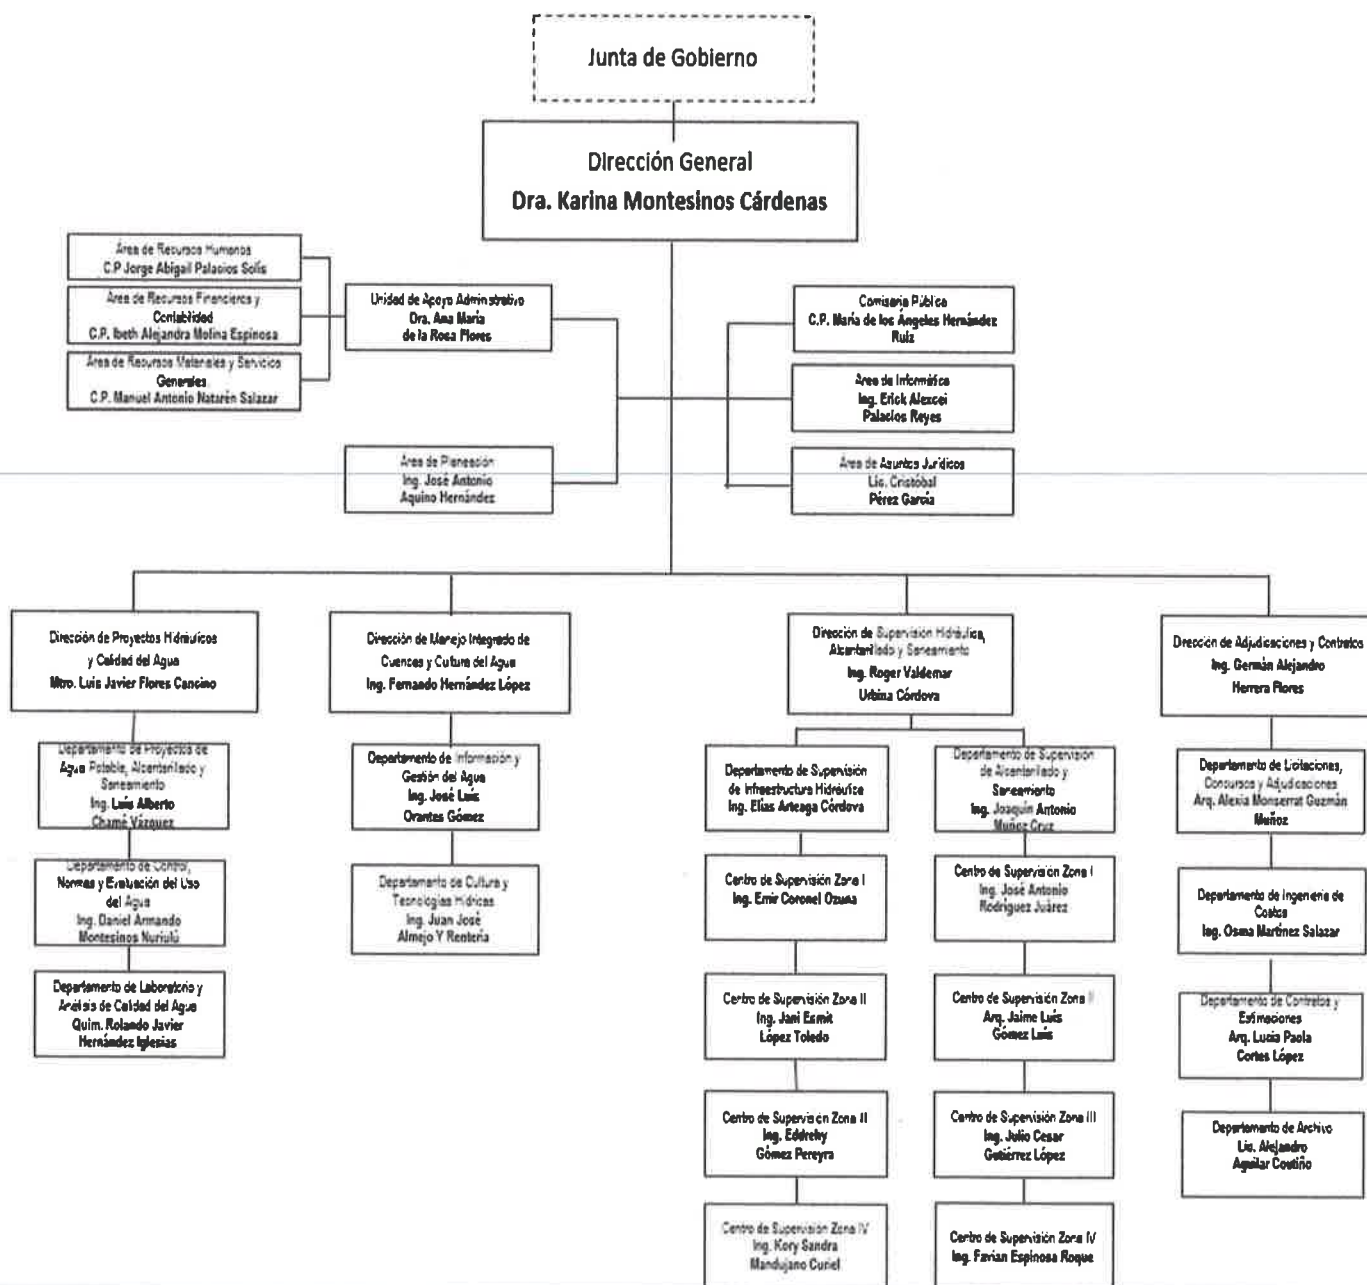 Junta de Gobierno
Dirección General
Dra. Karina Montesinos Cárdenas
Área de Recursos Humanos
C.P Jorge Abigail Palacios Solís
Área de Recursos Financieros y
Contabilidad
C.P. Ibeth Alejandra Molina Espinosa
Área de Recursos Materiales y Servicios
Generales
C.P. Manuel Antonio Natarén Salazar
Unidad de Apoyo Administrativo
Dra. Ana María
de la Rosa Flores
Área de Planeación
Ing. José Antonio
Aquino Hernández
Comisaría Pública
C.P. María de los Ángeles Hernández
Ruiz
Área de Informática
Ing. Erick Alexcei
Palacios Reyes
Área de Asuntos Jurídicos
Lic. Cristóbal
Pérez García
Dirección de Proyectos Hidráulicos
y Calidad del Agua
Mtro. Luis Javier Flores Cancino
Departamento de Proyectos de
Agua Potable, Alcantarillado y
Saneamiento
Ing. Luis Alberto
Chamé Vázquez
Departamento de Control,
Normas y Evaluación del Uso
del Agua
Ing. Daniel Armando
Montesinos Nuriulú
Departamento de Laboratorio y
Análisis de Calidad del Agua
Quim. Rolando Javier
Hernández Iglesias
Dirección de Manejo Integrado de
Cuencas y Cultura del Agua
Ing. Fernando Hernández López
Departamento de Información y
Gestión del Agua
Ing. José Luis
Orantes Gómez
Departamento de Cultura y
Tecnologías Hídricas
Ing. Juan José
Almejo Y Rentería
Dirección de Supervisión Hidráulica,
Alcantarillado y Saneamiento
Ing. Roger Valdemar
Urbina Córdova
Departamento de Supervisión
de Infraestructura Hidráulica
Ing. Elías Arteaga Córdova
Centro de Supervisión Zona I
Ing. Emir Coronel Ozuna
Centro de Supervisión Zona II
Ing. Jani Esmit
López Toledo
Centro de Supervisión Zona III
Ing. Eddrehy
Gómez Pereyra
Centro de Supervisión Zona IV
Ing. Kory Sandra
Mandujano Curiel
Departamento de Supervisión
de Alcantarillado y
Saneamiento
Ing. Joaquín Antonio
Muñoz Cruz
Centro de Supervisión Zona I
Ing. José Antonio
Rodriguez Juárez
Centro de Supervisión Zona II
Arq. Jaime Luis
Gómez Luis
Centro de Supervisión Zona III
Ing. Julio Cesar
Gutiérrez López
Centro de Supervisión Zona IV
Ing. Favian Espinosa Roque
Dirección de Adjudicaciones y Contratos
Ing. Germán Alejandro
Herrera Flores
Departamento de Licitaciones,
Concursos y Adjudicaciones
Arq. Alexia Monserrat Guzmán
Muñoz
Departamento de Ingeniería de
Costos
Ing. Osma Martínez Salazar
Departamento de Contratos y
Estimaciones
Arq. Lucia Paola
Cortes López
Departamento de Archivo
Lic. Alejandro
Aguilar Coutiño